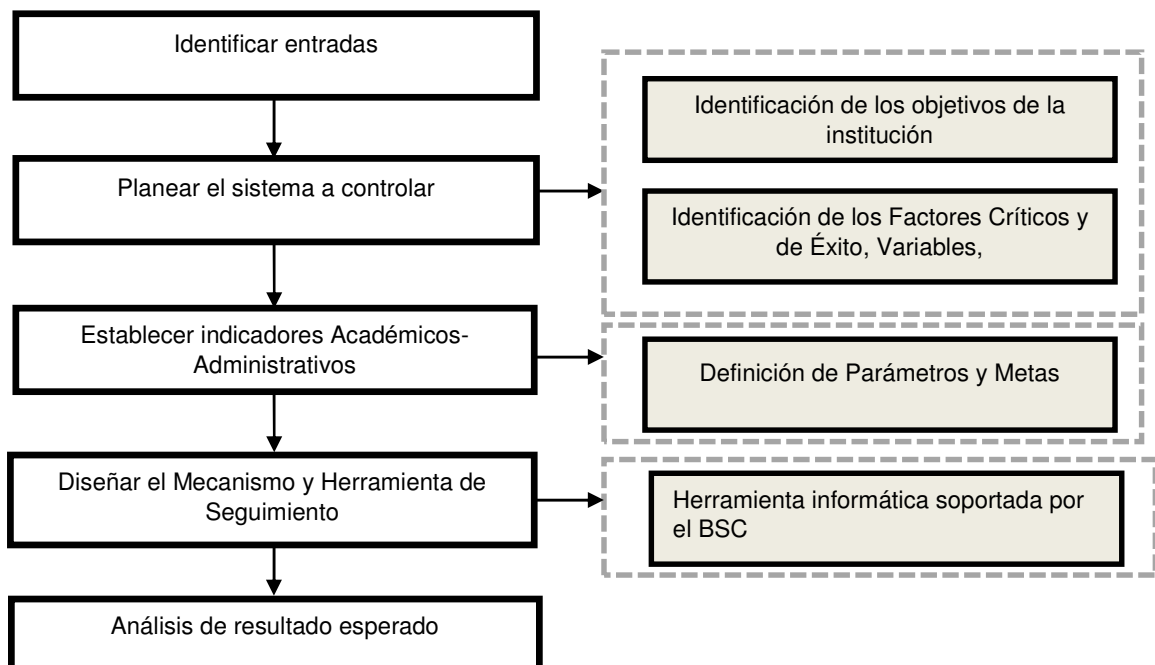 Identificar entradas
Planear el sistema a controlar
Identificación de los objetivos de la
institución
Identificación de los Factores Críticos y
de Éxito, Variables,
Establecer indicadores Académicos-
Administrativos
Definición de Parámetros y Metas
Diseñar el Mecanismo y Herramienta de
Seguimiento
Herramienta informática soportada por
el BSC
Análisis de resultado esperado